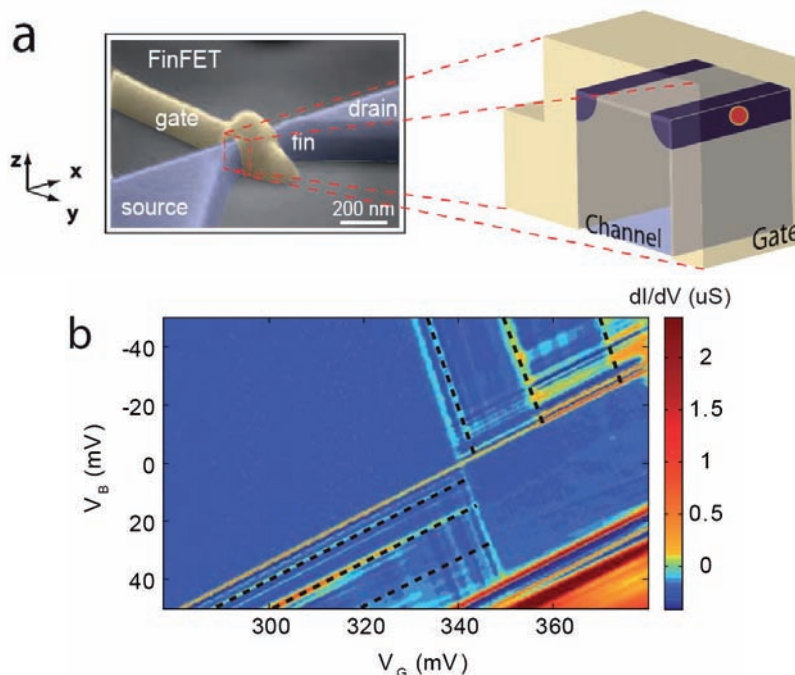 a
FinFET
gate
drain
fin
source
200 nm
z
x
y
Channel
Gate
b
dI/dV (uS)
-40
-20
0
20
40
V_B (mV)
300
320
340
360
V_G (mV)
2
1.5
1
0.5
0